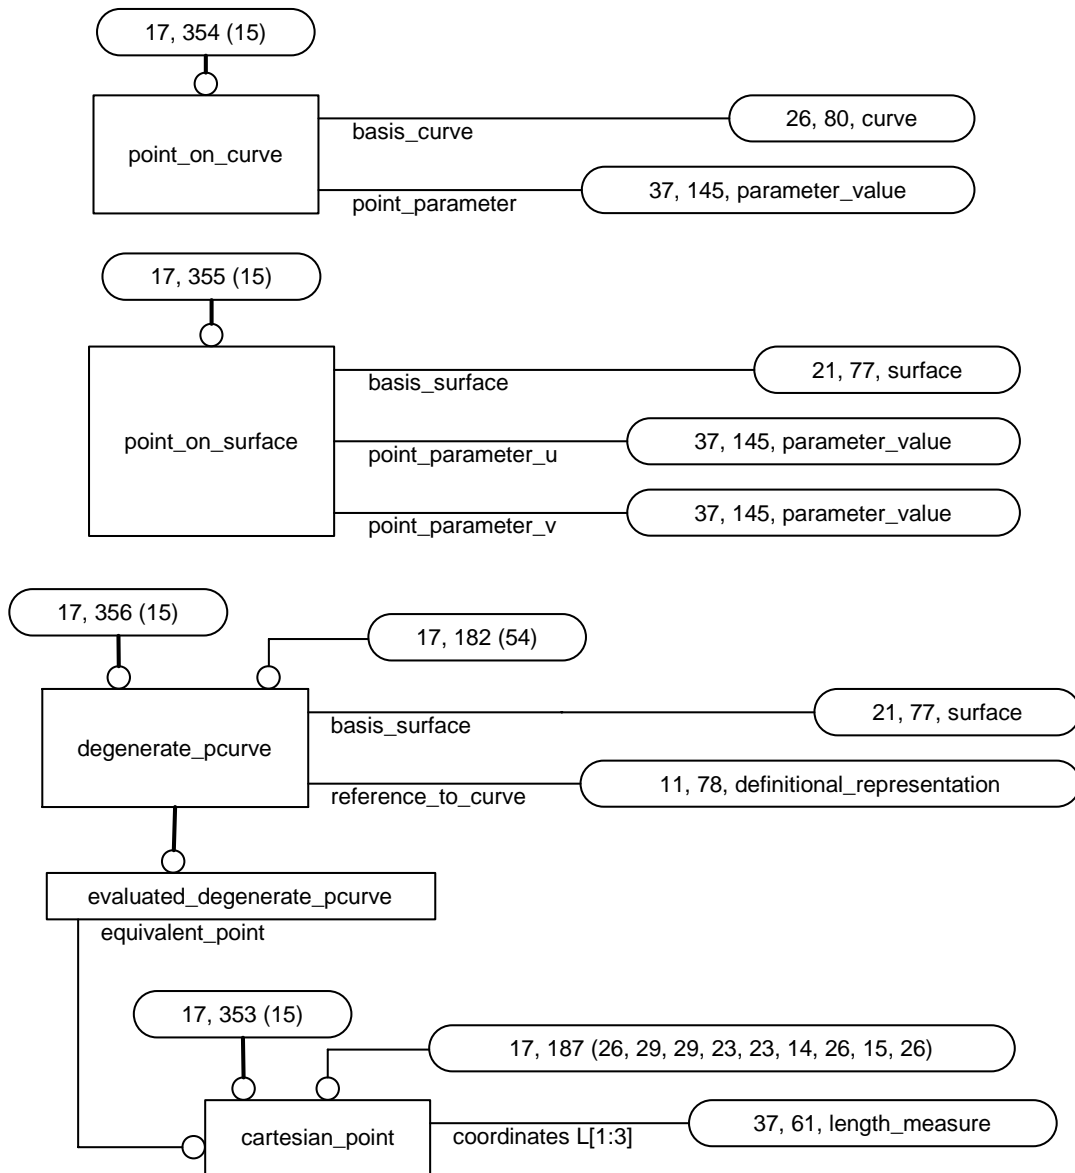 17, 354 (15)
point_on_curve
basis_curve
26, 80, curve
point_parameter
37, 145, parameter_value
17, 355 (15)
point_on_surface
basis_surface
21, 77, surface
point_parameter_u
37, 145, parameter_value
point_parameter_v
37, 145, parameter_value
17, 356 (15)
17, 182 (54)
degenerate_pcurve
basis_surface
21, 77, surface
reference_to_curve
11, 78, definitional_representation
evaluated_degenerate_pcurve
equivalent_point
17, 353 (15)
17, 187 (26, 29, 29, 23, 23, 14, 26, 15, 26)
cartesian_point
coordinates L[1:3]
37, 61, length_measure